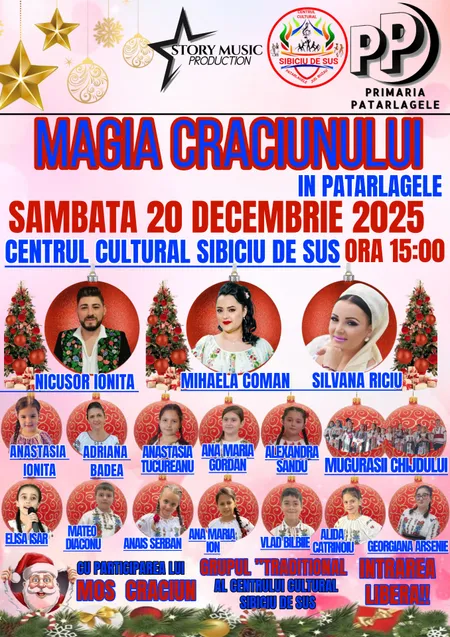 STORY MUSIC
PRODUCTION
CENTRUL
CULTURAL
SIBICIU DE SUS
PP
PRIMARIA
PATARLAGELE
MAGIA CRACIUNULUI
IN PATARLAGELE
SAMBATA 20 DECEMBRIE 2025
CENTRUL CULTURAL SIBICIU DE SUS ORA 15:00
NICUSOR IONITA
MIHAELA COMAN
SILVANA RICIU
ANASTASIA
IONITA
ADRIANA
BADEA
ANASTASIA
TUCUREANU
ANA MARIA
GORDAN
ALEXANDRA
SANDU
MUGURASII CHIJDULUI
ELISA ISAR
MATEO
DIACONU
ANAIS SERBAN
ANA MARIA
ION
VLAD BILBIIE
ALIDA
CATRINOIU
GEORGIANA ARSENIE
CU PARTICIPAREA LUI
MOS CRACIUN
GRUPUL "TRADITIONAL
AL CENTRULUI CULTURAL
SIBICIU DE SUS
INTRAREA
LIBERA!!